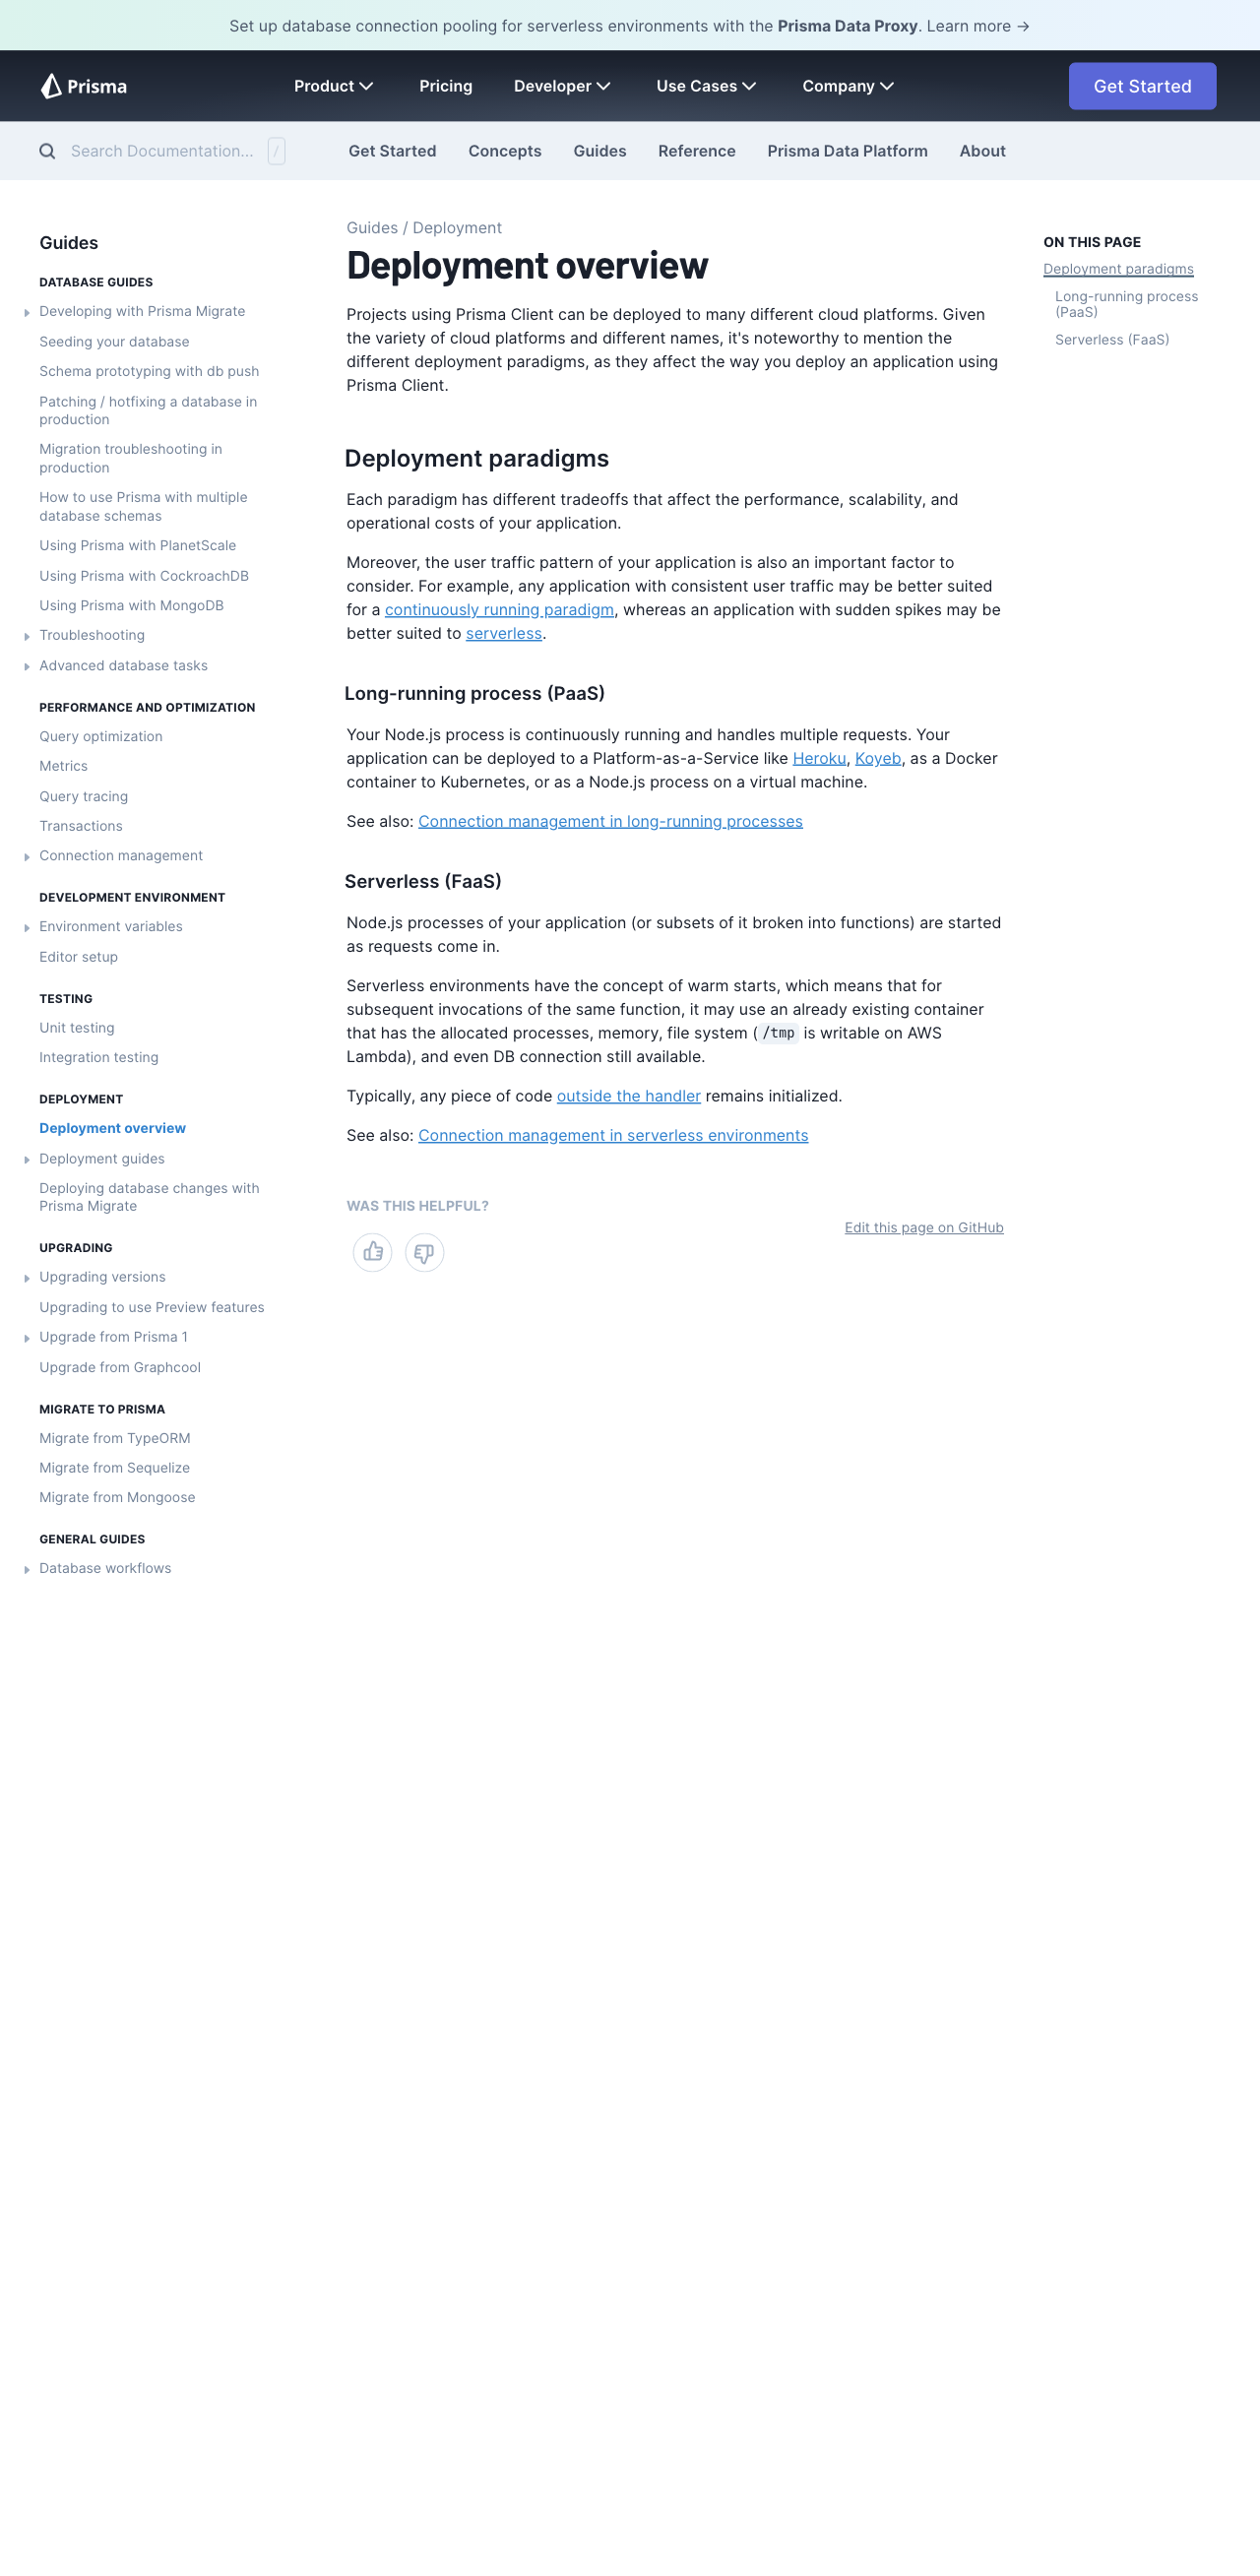 Set up database connection pooling for serverless environments with the Prisma Data Proxy. Learn more →
Prisma
Product
Pricing
Developer
Use Cases
Company
Get Started
Search Documentation...
/
Get Started
Concepts
Guides
Reference
Prisma Data Platform
About
Guides
DATABASE GUIDES
Developing with Prisma Migrate
Seeding your database
Schema prototyping with db push
Patching / hotfixing a database in
production
Migration troubleshooting in
production
How to use Prisma with multiple
database schemas
Using Prisma with PlanetScale
Using Prisma with CockroachDB
Using Prisma with MongoDB
Troubleshooting
Advanced database tasks
PERFORMANCE AND OPTIMIZATION
Query optimization
Metrics
Query tracing
Transactions
Connection management
DEVELOPMENT ENVIRONMENT
Environment variables
Editor setup
TESTING
Unit testing
Integration testing
DEPLOYMENT
Deployment overview
Deployment guides
Deploying database changes with
Prisma Migrate
UPGRADING
Upgrading versions
Upgrading to use Preview features
Upgrade from Prisma 1
Upgrade from Graphcool
MIGRATE TO PRISMA
Migrate from TypeORM
Migrate from Sequelize
Migrate from Mongoose
GENERAL GUIDES
Database workflows
Guides / Deployment
Deployment overview
Projects using Prisma Client can be deployed to many different cloud platforms. Given
the variety of cloud platforms and different names, it's noteworthy to mention the
different deployment paradigms, as they affect the way you deploy an application using
Prisma Client.
Deployment paradigms
Each paradigm has different tradeoffs that affect the performance, scalability, and
operational costs of your application.
Moreover, the user traffic pattern of your application is also an important factor to
consider. For example, any application with consistent user traffic may be better suited
for a continuously running paradigm, whereas an application with sudden spikes may be
better suited to serverless.
Long-running process (PaaS)
Your Node.js process is continuously running and handles multiple requests. Your
application can be deployed to a Platform-as-a-Service like Heroku, Koyeb, as a Docker
container to Kubernetes, or as a Node.js process on a virtual machine.
See also: Connection management in long-running processes
Serverless (FaaS)
Node.js processes of your application (or subsets of it broken into functions) are started
as requests come in.
Serverless environments have the concept of warm starts, which means that for
subsequent invocations of the same function, it may use an already existing container
that has the allocated processes, memory, file system ( /tmp is writable on AWS
Lambda), and even DB connection still available.
Typically, any piece of code outside the handler remains initialized.
See also: Connection management in serverless environments
WAS THIS HELPFUL?
Edit this page on GitHub
ON THIS PAGE
Deployment paradigms
Long-running process
(PaaS)
Serverless (FaaS)